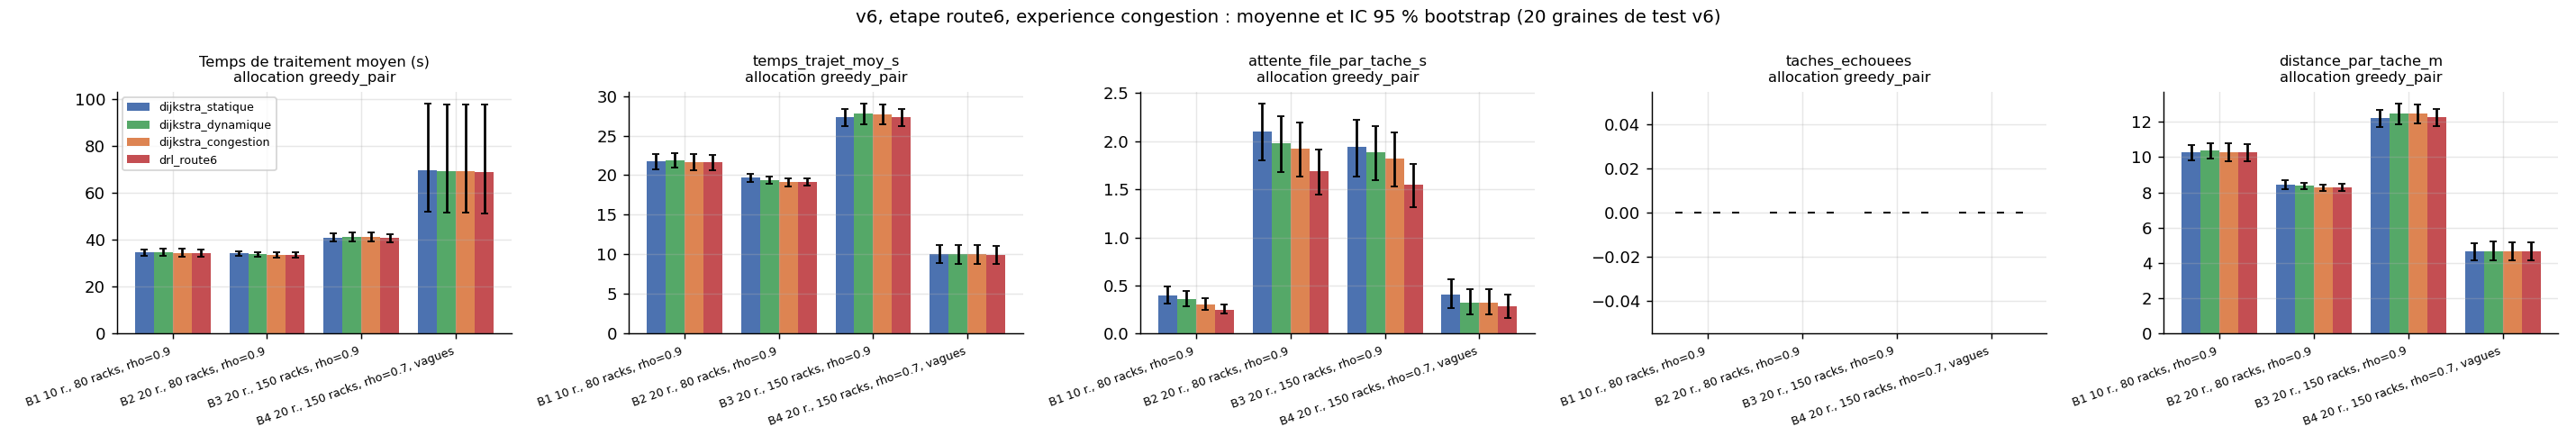 v6, etape route6, experience congestion : moyenne et IC 95 % bootstrap (20 graines de test v6)
Temps de traitement moyen (s)
allocation greedy_pair
100
80
60
40
20
0
dijkstra_statique
dijkstra_dynamique
dijkstra_congestion
drl_route6
B1 10 r., 80 racks, rho=0.9
B2 20 r., 80 racks, rho=0.9
B3 20 r., 150 racks, rho=0.9
B4 20 r., 150 racks, rho=0.7, vagues
temps_trajet_moy_s
allocation greedy_pair
30
25
20
15
10
5
0
B1 10 r., 80 racks, rho=0.9
B2 20 r., 80 racks, rho=0.9
B3 20 r., 150 racks, rho=0.9
B4 20 r., 150 racks, rho=0.7, vagues
attente_file_par_tache_s
allocation greedy_pair
2.5
2.0
1.5
1.0
0.5
0.0
B1 10 r., 80 racks, rho=0.9
B2 20 r., 80 racks, rho=0.9
B3 20 r., 150 racks, rho=0.9
B4 20 r., 150 racks, rho=0.7, vagues
taches_echouees
allocation greedy_pair
0.04
0.02
0.00
−0.02
−0.04
B1 10 r., 80 racks, rho=0.9
B2 20 r., 80 racks, rho=0.9
B3 20 r., 150 racks, rho=0.9
B4 20 r., 150 racks, rho=0.7, vagues
distance_par_tache_m
allocation greedy_pair
12
10
8
6
4
2
0
B1 10 r., 80 racks, rho=0.9
B2 20 r., 80 racks, rho=0.9
B3 20 r., 150 racks, rho=0.9
B4 20 r., 150 racks, rho=0.7, vagues